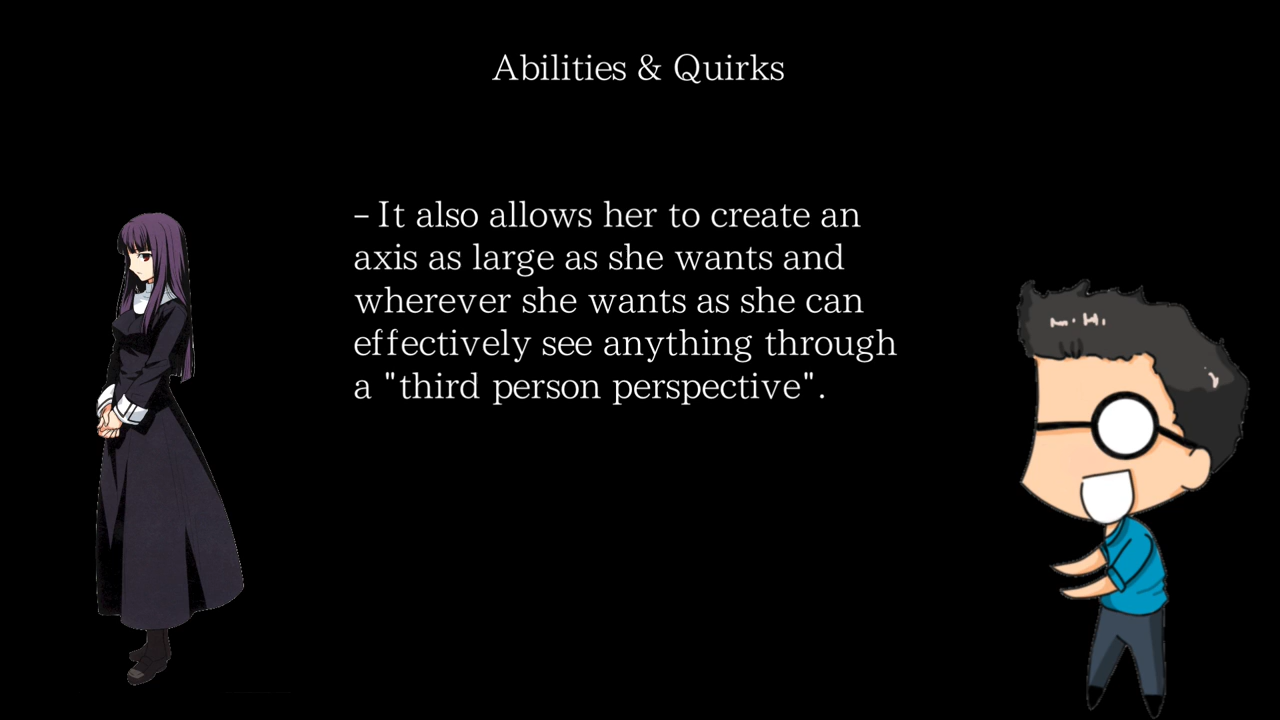 Abilities & Quirks
- It also allows her to create an
axis as large as she wants and
wherever she wants as she can
effectively see anything through
a "third person perspective".